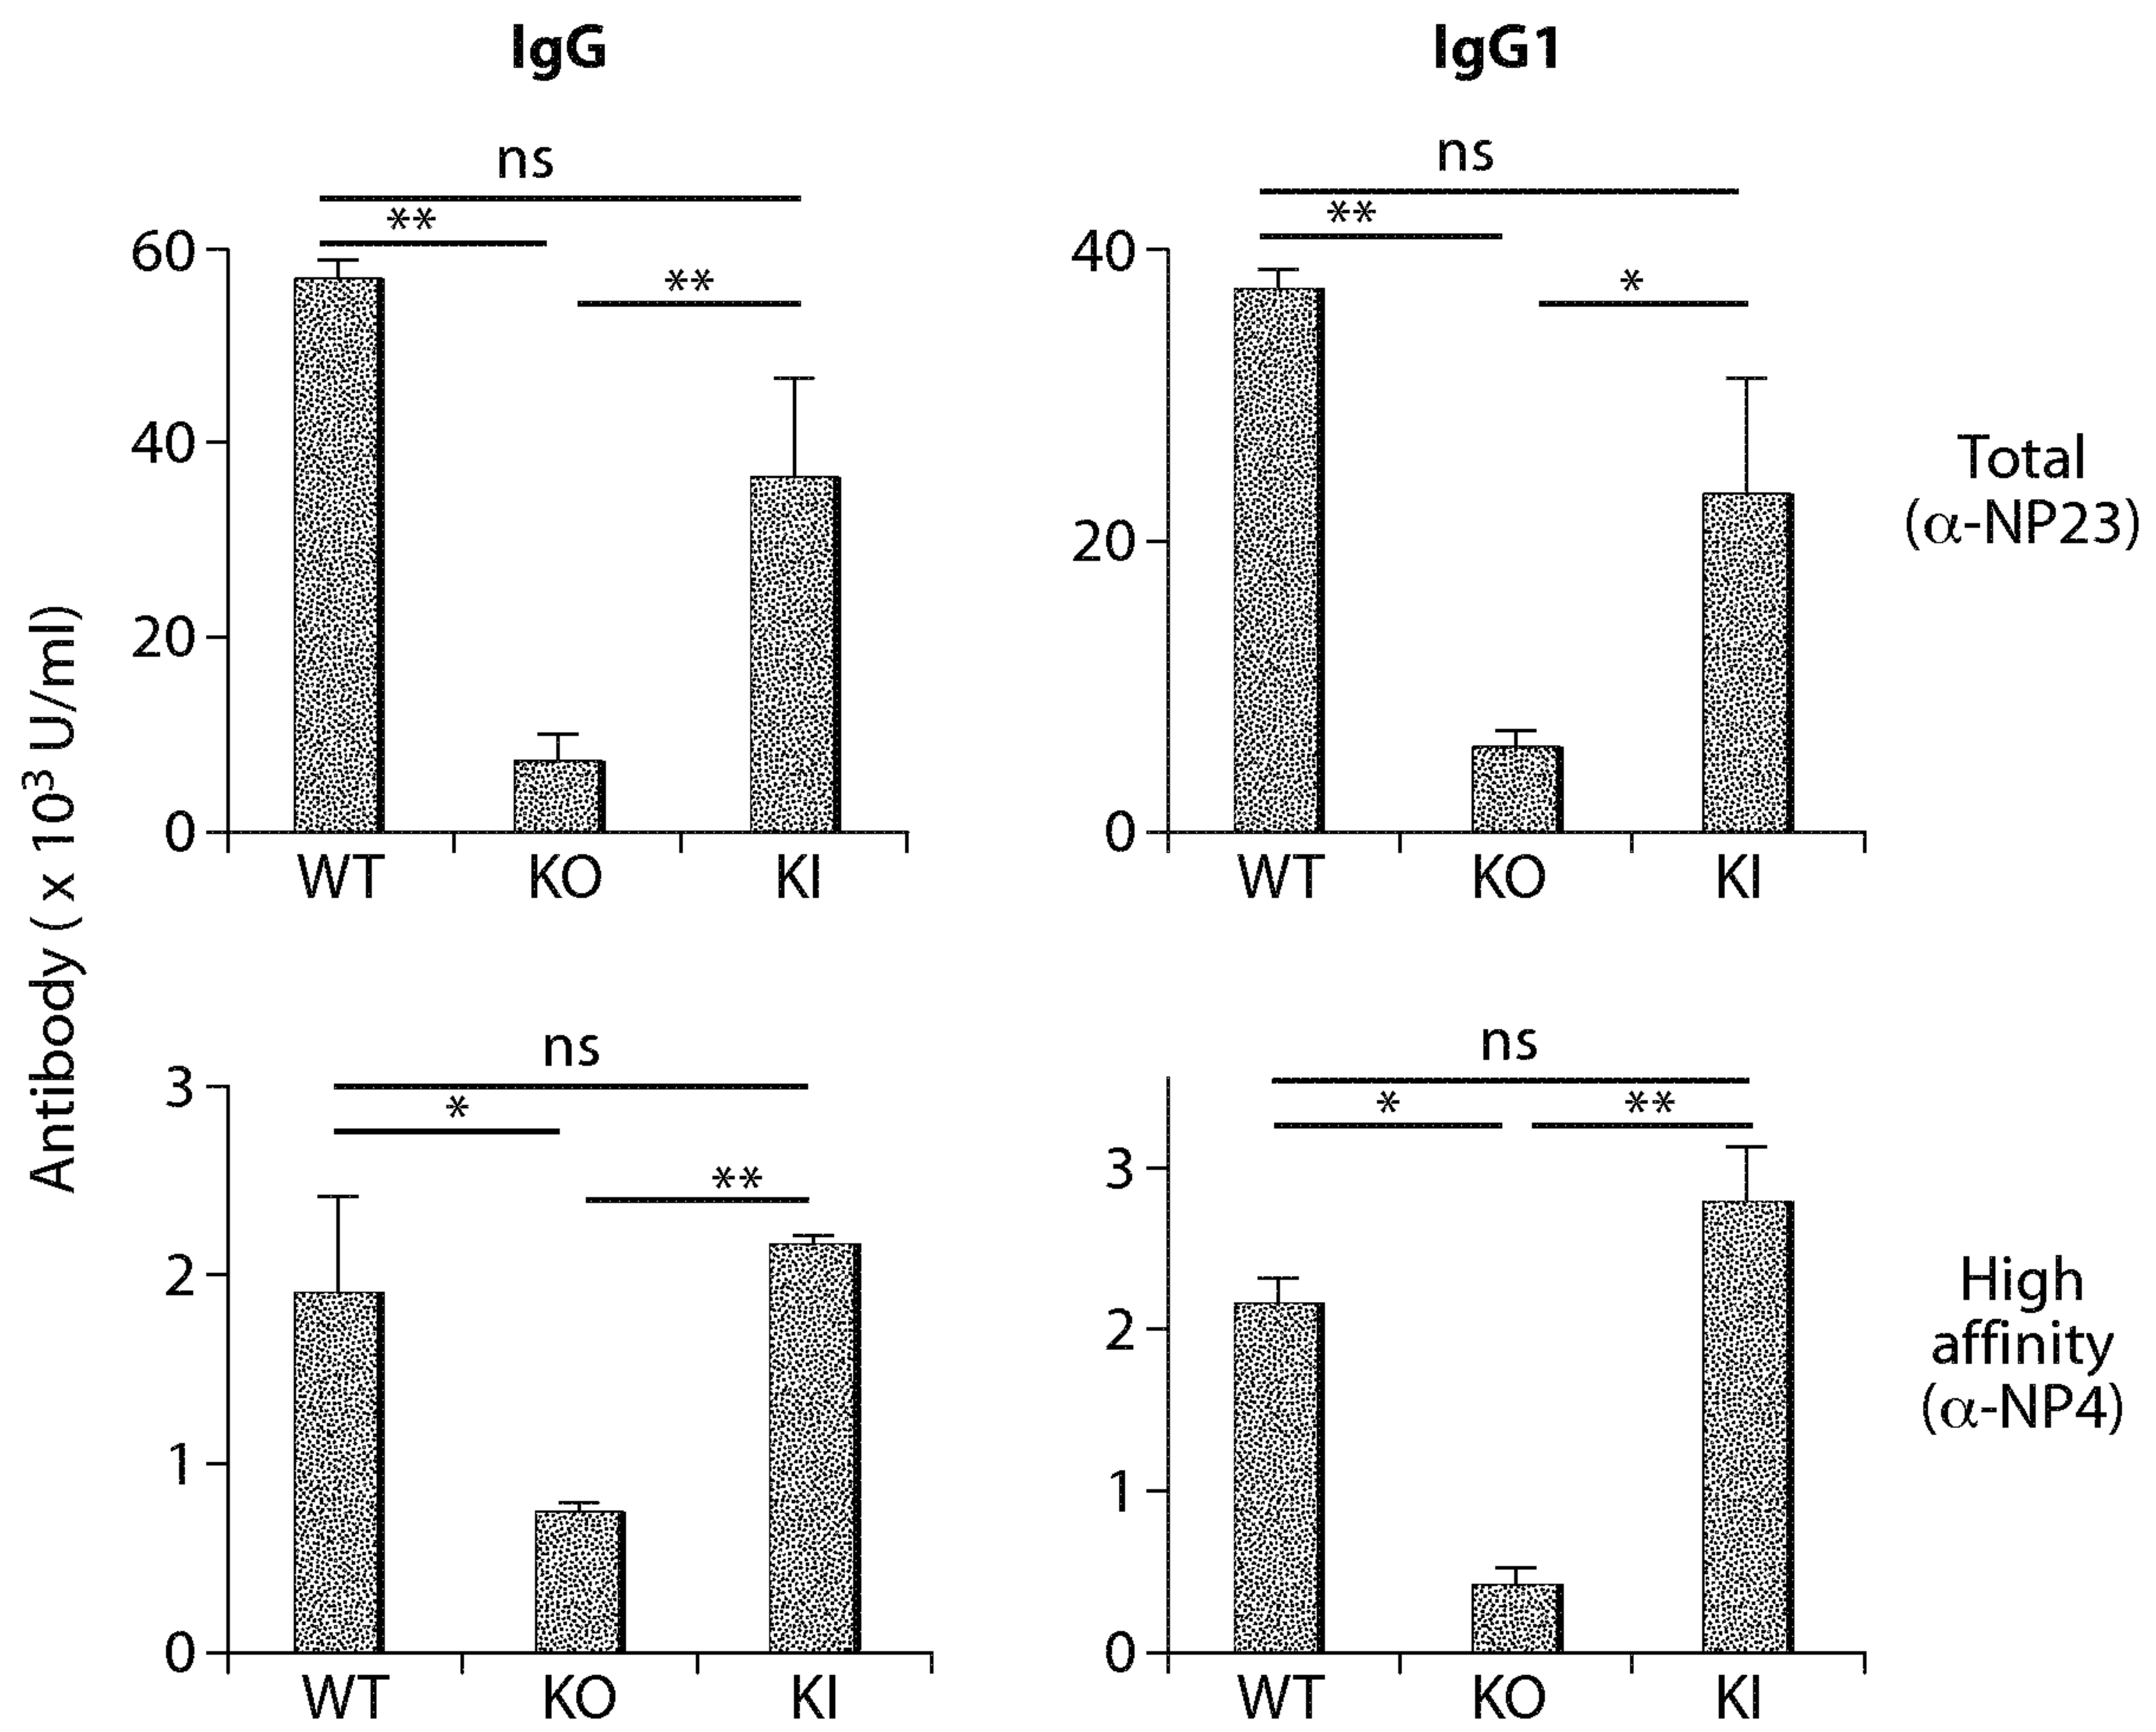 IgG
IgG1
Antibody ( x 10³ U/ml)
ns
**
**
60
40
20
0
WT KO KI
ns
**
*
40
20
0
WT KO KI
Total
(α-NP23)
ns
*
**
3
2
1
0
WT KO KI
ns
* **
3
2
1
0
WT KO KI
High
affinity
(α-NP4)